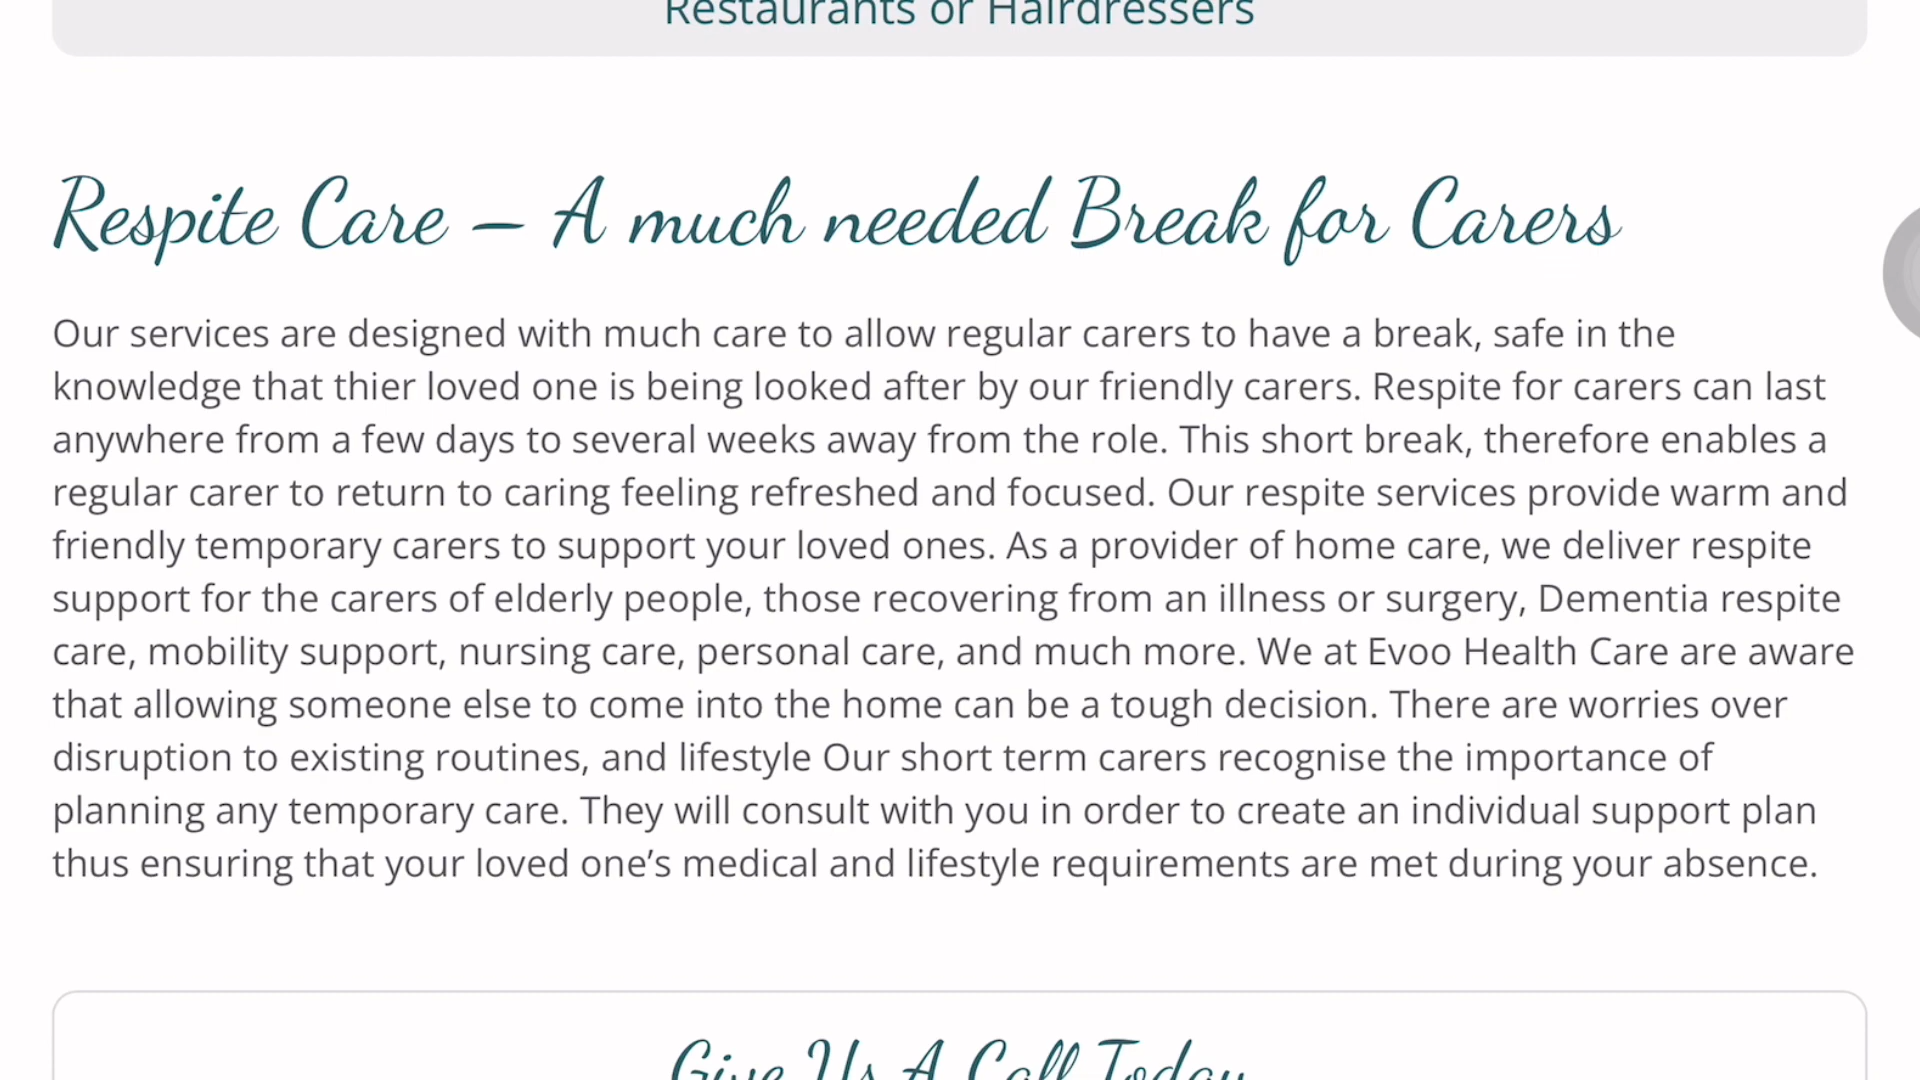 Restaurants or Hairdressers
Respite Care – A much needed Break for Carers
Our services are designed with much care to allow regular carers to have a break, safe in the
knowledge that thier loved one is being looked after by our friendly carers. Respite for carers can last
anywhere from a few days to several weeks away from the role. This short break, therefore enables a
regular carer to return to caring feeling refreshed and focused. Our respite services provide warm and
friendly temporary carers to support your loved ones. As a provider of home care, we deliver respite
support for the carers of elderly people, those recovering from an illness or surgery, Dementia respite
care, mobility support, nursing care, personal care, and much more. We at Evoo Health Care are aware
that allowing someone else to come into the home can be a tough decision. There are worries over
disruption to existing routines, and lifestyle Our short term carers recognise the importance of
planning any temporary care. They will consult with you in order to create an individual support plan
thus ensuring that your loved one’s medical and lifestyle requirements are met during your absence.
Give Us A Call Today